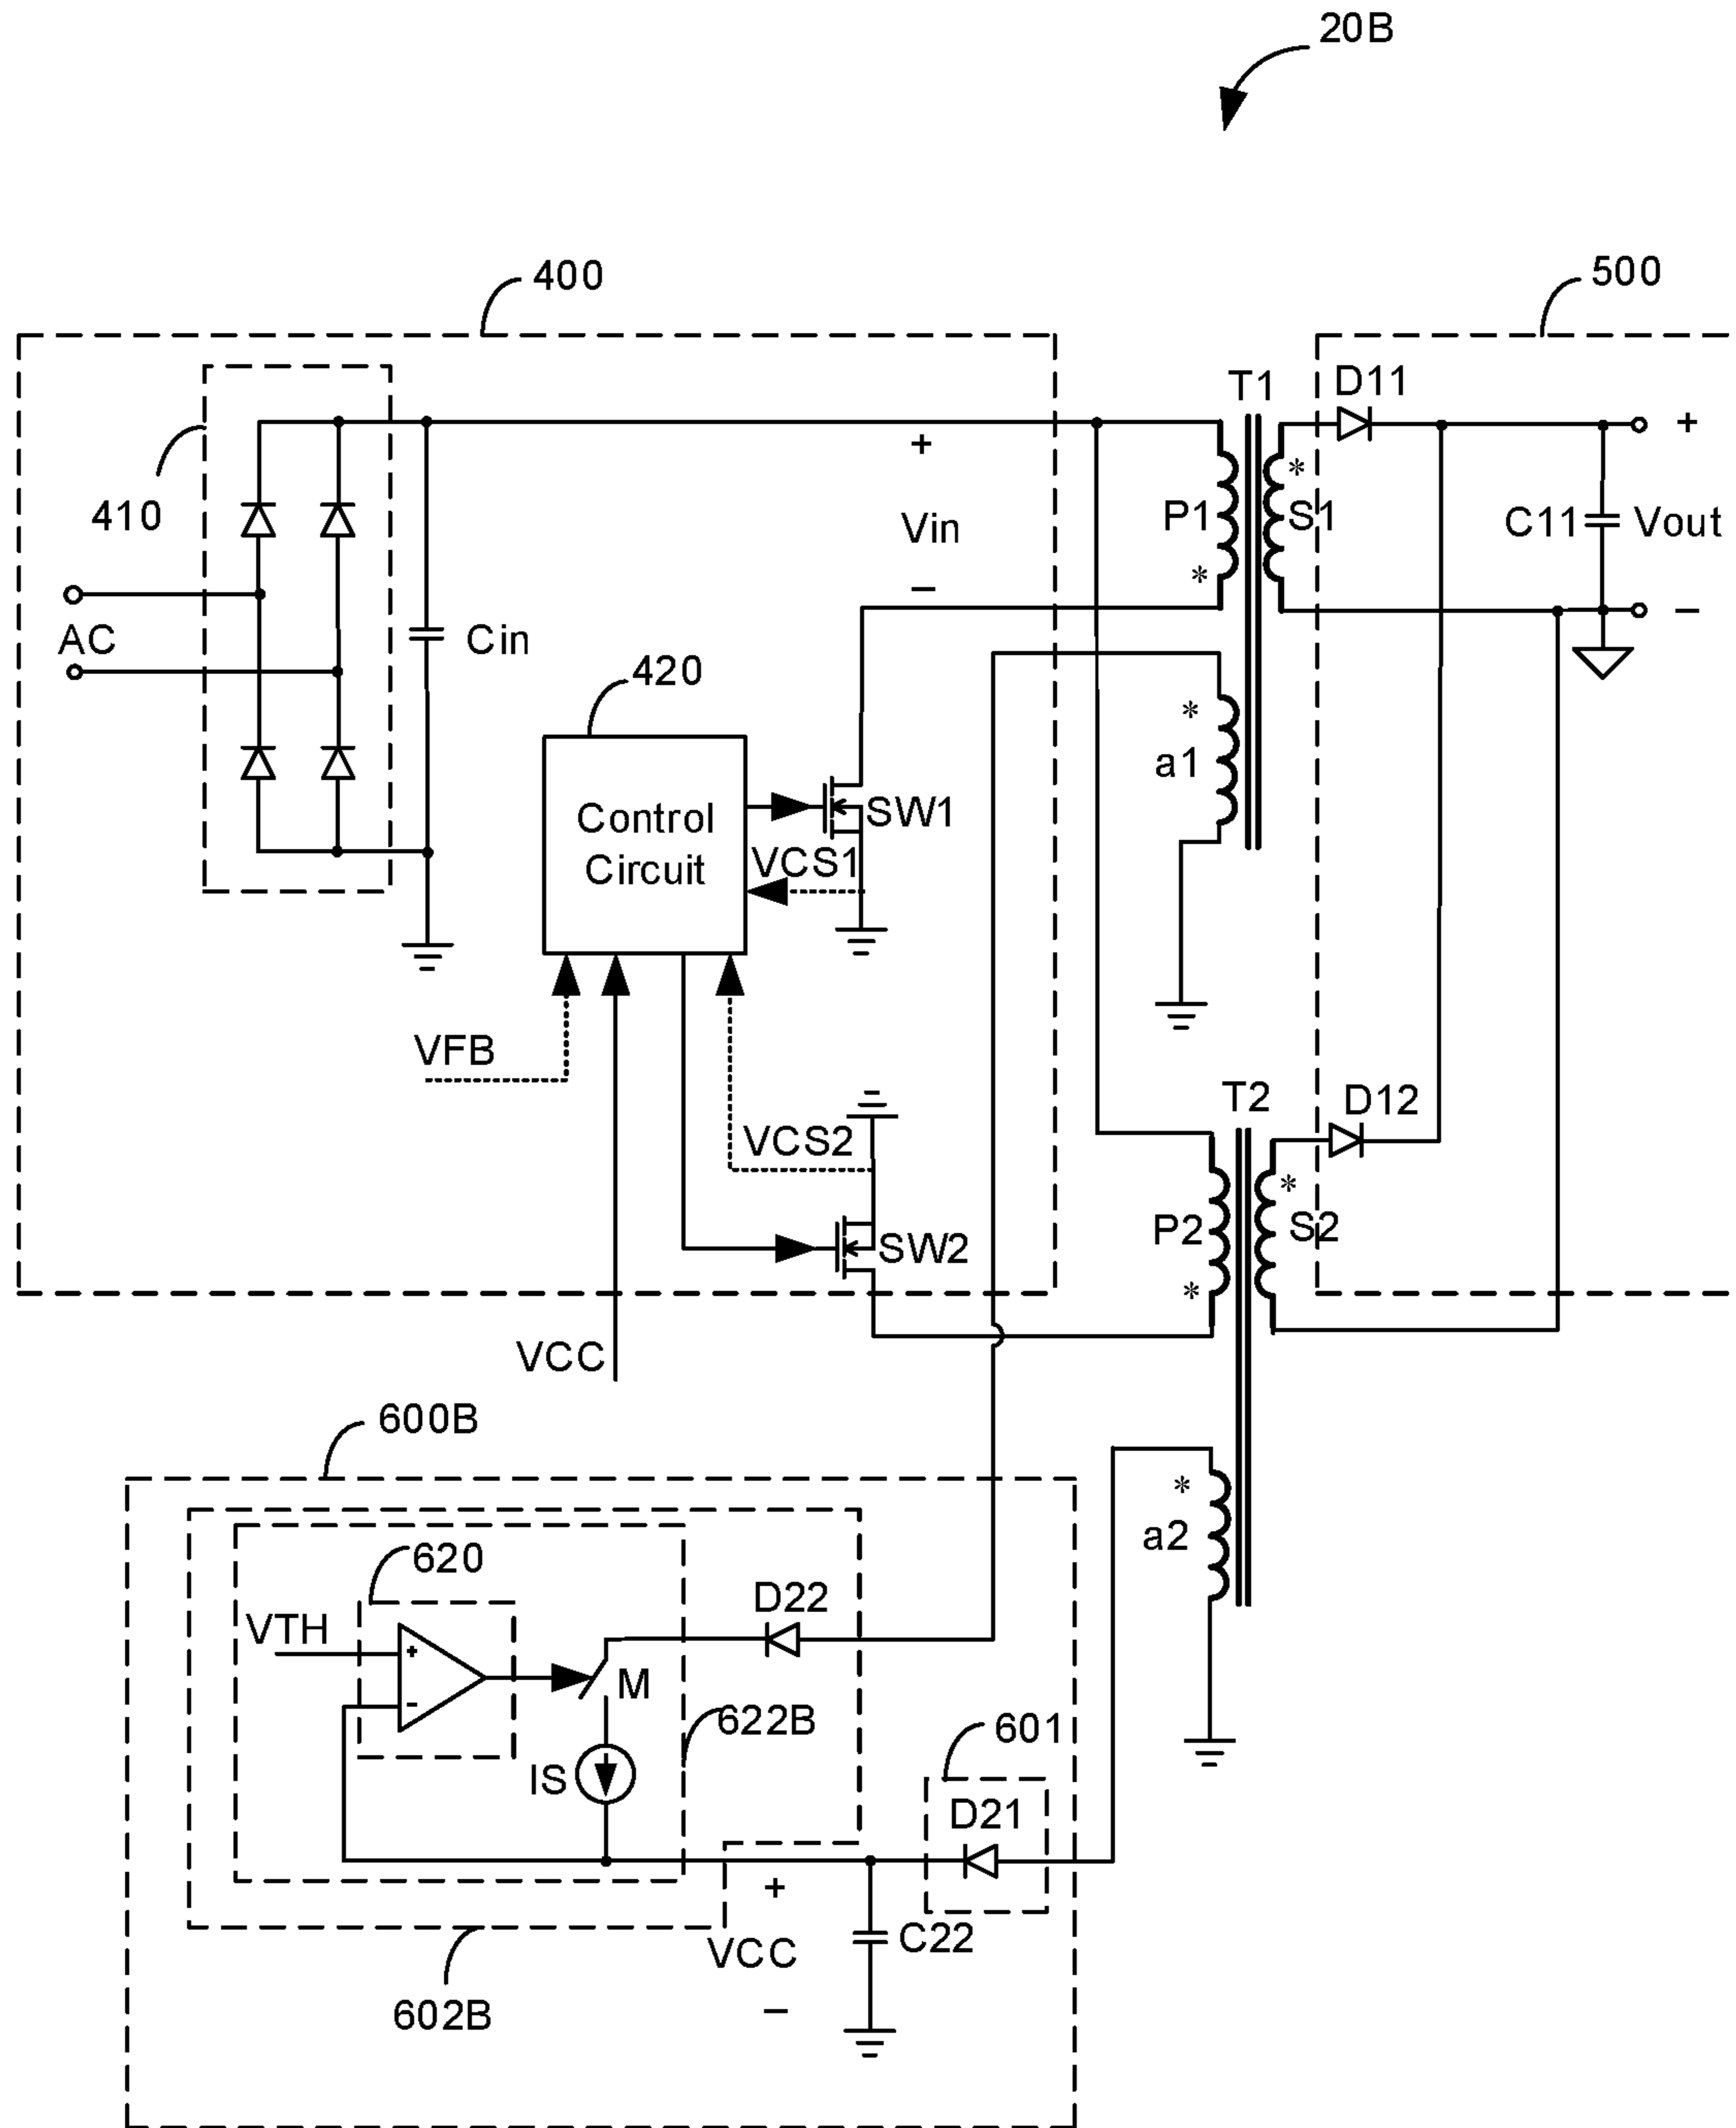 20B
400
500
T1
D11
+
+
410
*
P1
S1
C11
Vout
Vin
*
−
−
AC
Cin
420
*
a1
Control
Circuit
SW1
VCS1
VFB
T2
D12
VCS2
*
P2
S2
SW2
*
VCC
600B
*
a2
620
D22
VTH
+
M
-
622B
601
IS
D21
+
C22
VCC
602B
−